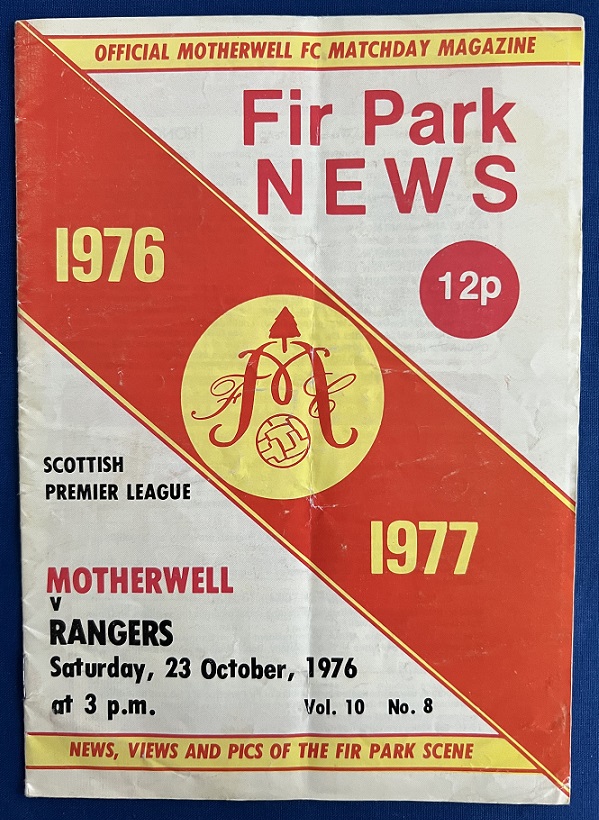 OFFICIAL MOTHERWELL FC MATCHDAY MAGAZINE
Fir Park
NEWS
1976
12p
F M C
SCOTTISH
PREMIER LEAGUE
1977
MOTHERWELL
v
RANGERS
Saturday, 23 October, 1976
at 3 p.m.
Vol. 10 No. 8
NEWS, VIEWS AND PICS OF THE FIR PARK SCENE